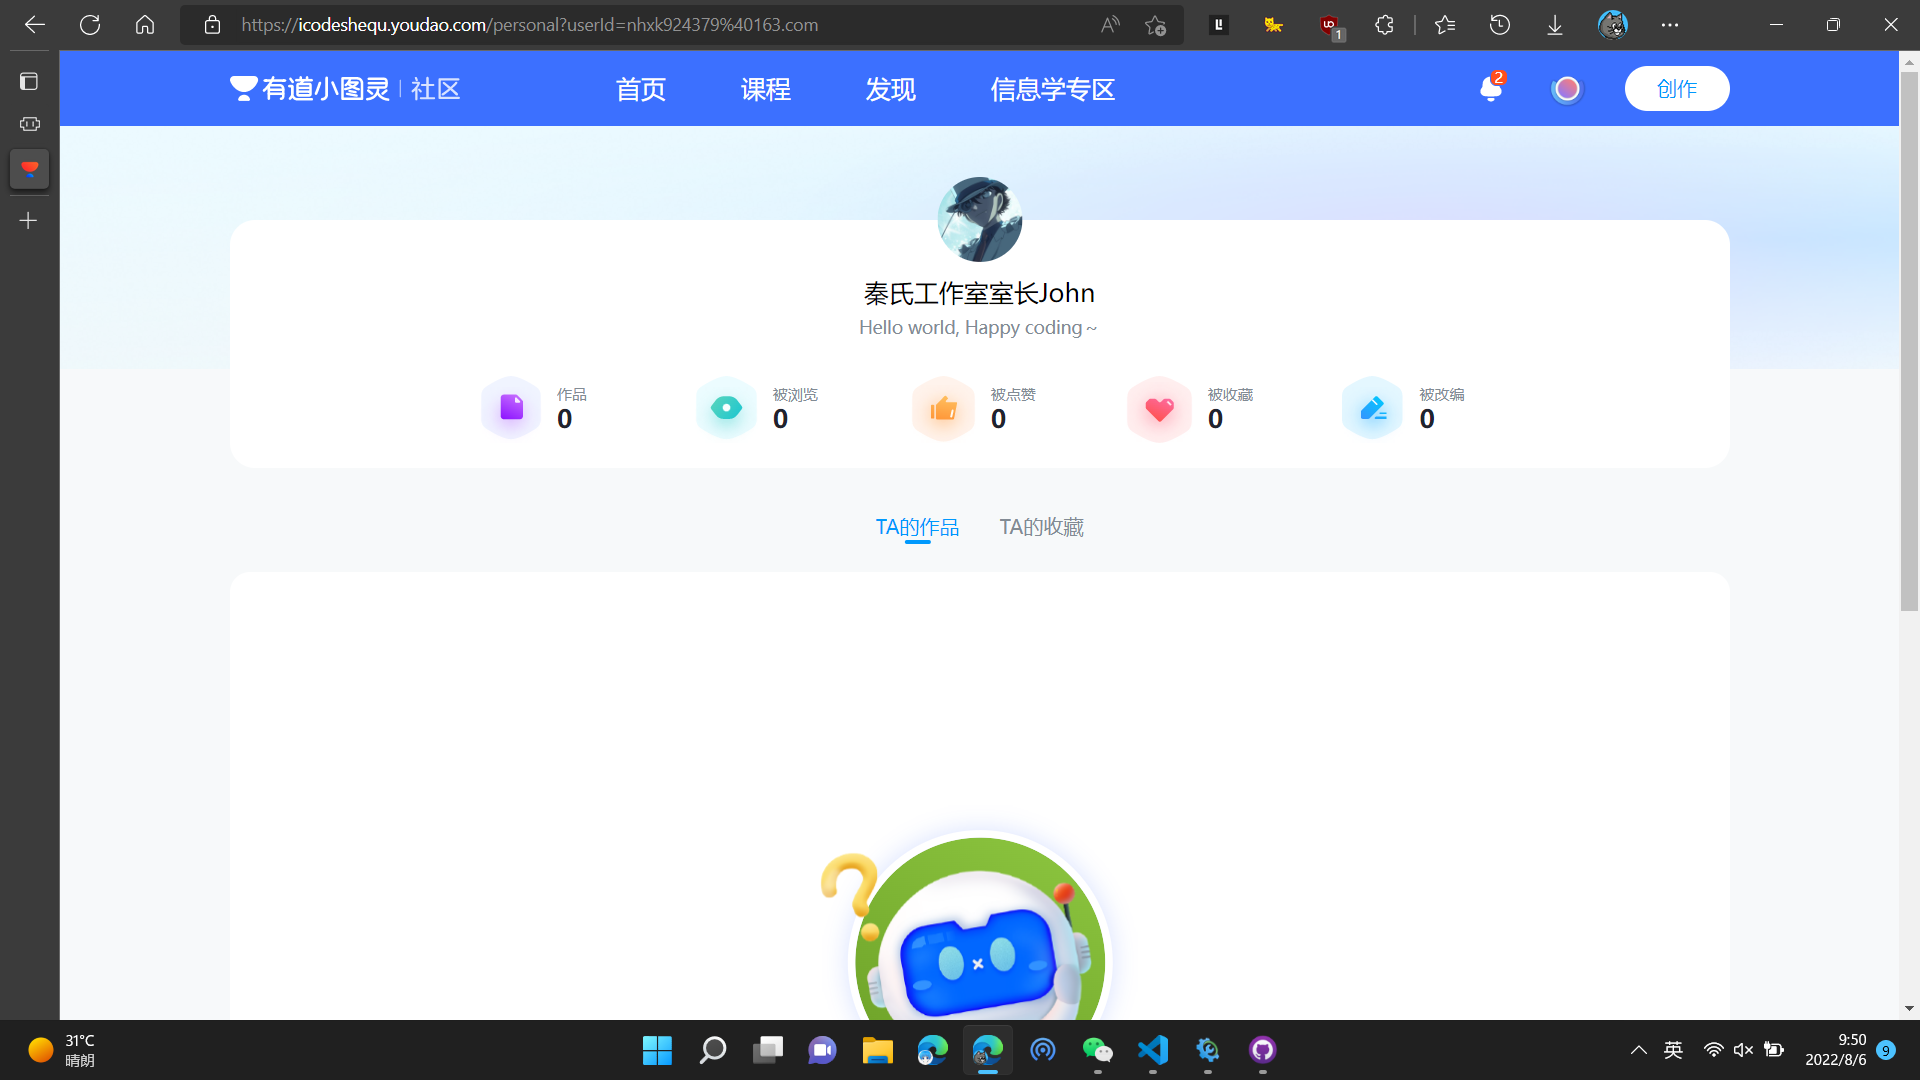 https://icodeshequ.youdao.com/personal?userId=nhxk924379%40163.com
1
有道小图灵 | 社区
首页 课程 发现 信息学专区
2
创作
秦氏工作室室长John
Hello world, Happy coding ~
作品 被浏览 被点赞 被收藏 被改编
0 0 0 0 0
TA的作品 TA的收藏
31°C
晴朗
英
9:50
2022/8/6
9